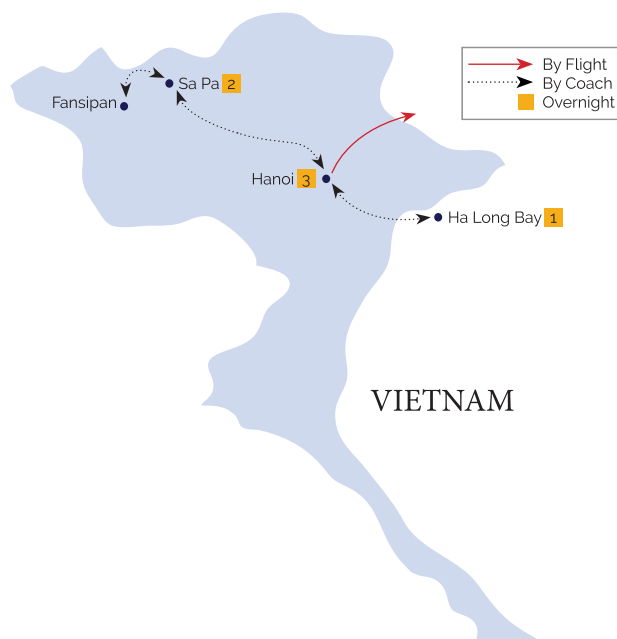 By Flight
By Coach
Overnight
Sa Pa 2
Fansipan
Hanoi 3
Ha Long Bay 1
VIETNAM